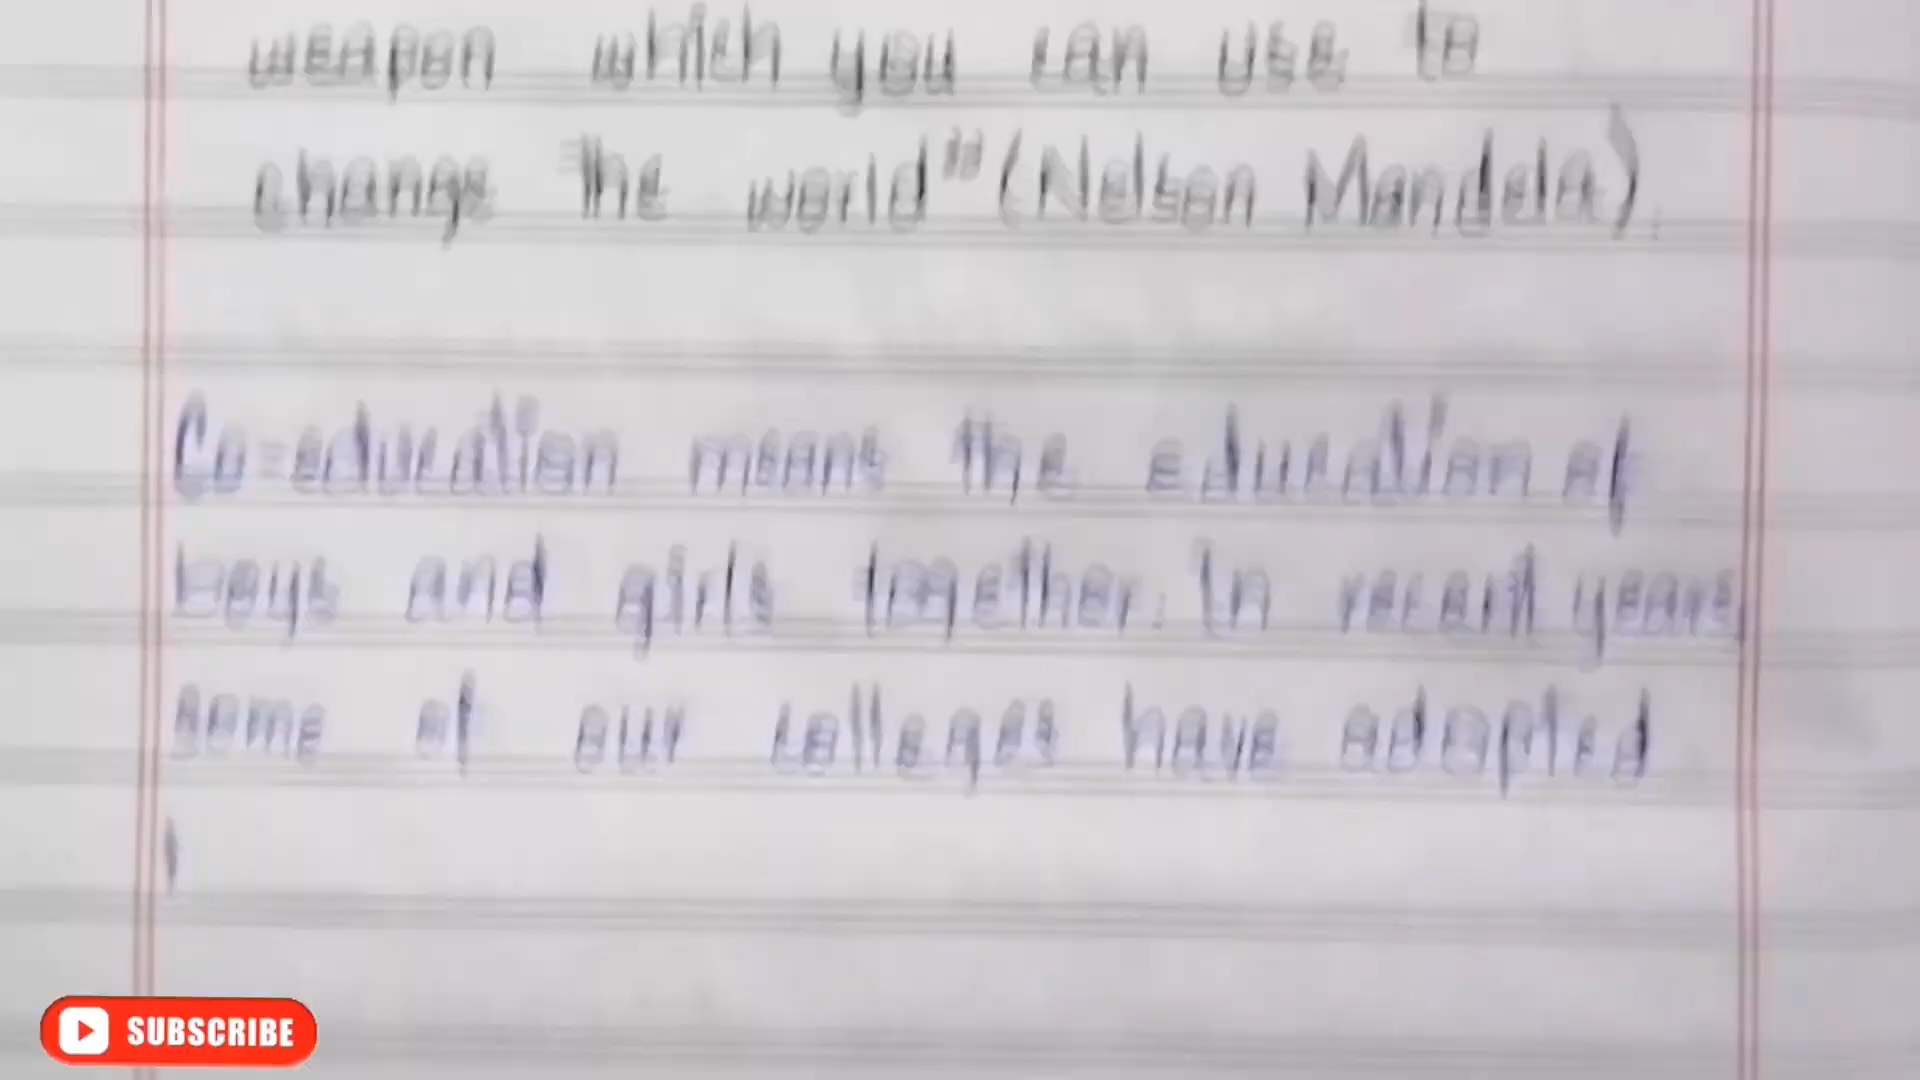 weapon which you can use to
change the world" (Nelson Mandela).
Co-education means the education of
boys and girls together. In recent years,
some of our colleges have adopted
SUBSCRIBE